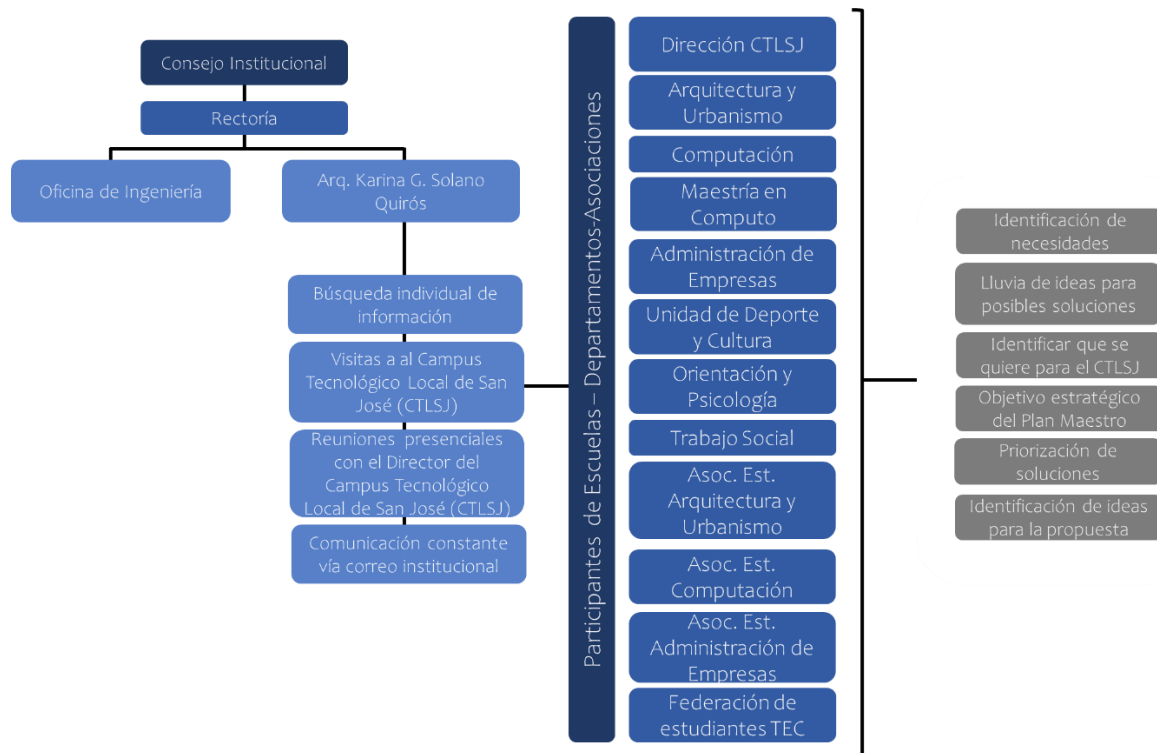 Consejo Institucional
Rectoría
Oficina de Ingeniería
Arq. Karina G. Solano
Quirós
Búsqueda individual de
información
Visitas a al Campus
Tecnológico Local de San
José (CTLSJ)
Reuniones presenciales
con el Director del
Campus Tecnológico
Local de San José (CTLSJ)
Comunicación constante
vía correo institucional
Participantes de Escuelas – Departamentos-Asociaciones
Dirección CTLSJ
Arquitectura y
Urbanismo
Computación
Maestría en
Computo
Administración de
Empresas
Unidad de Deporte
y Cultura
Orientación y
Psicología
Trabajo Social
Asoc. Est.
Arquitectura y
Urbanismo
Asoc. Est.
Computación
Asoc. Est.
Administración de
Empresas
Federación de
estudiantes TEC
Identificación de
necesidades
Lluvia de ideas para
posibles soluciones
Identificar que se
quiere para el CTLSJ
Objetivo estratégico
del Plan Maestro
Priorización de
soluciones
Identificación de ideas
para la propuesta